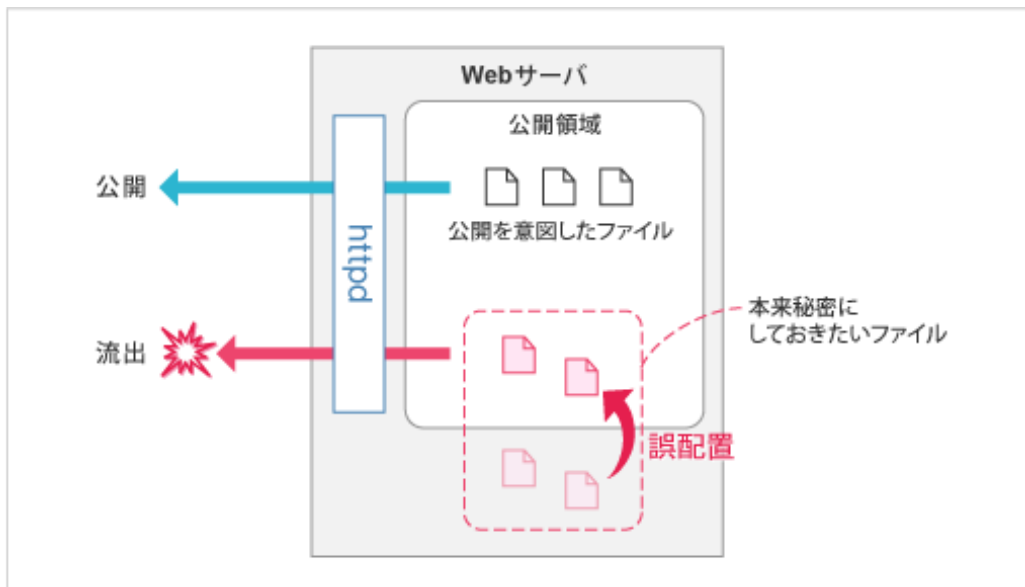 Webサーバ
公開領域
公開
公開を意図したファイル
httpd
本来秘密に
しておきたいファイル
流出
誤配置